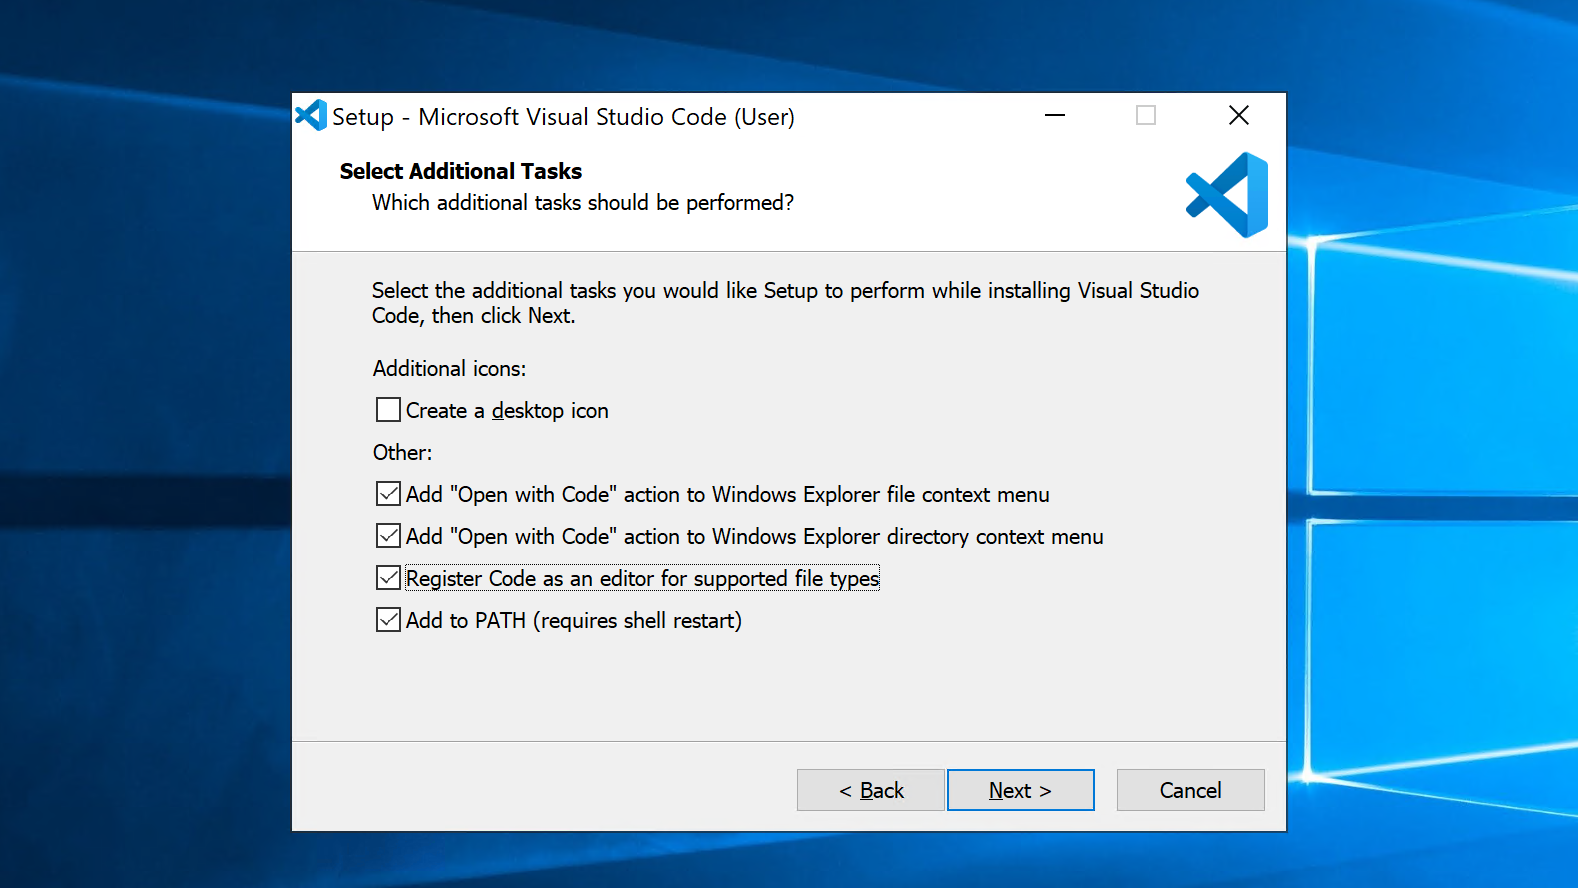 Setup - Microsoft Visual Studio Code (User)
Select Additional Tasks
Which additional tasks should be performed?
Select the additional tasks you would like Setup to perform while installing Visual Studio
Code, then click Next.
Additional icons:
Create a desktop icon
Other:
Add "Open with Code" action to Windows Explorer file context menu
Add "Open with Code" action to Windows Explorer directory context menu
Register Code as an editor for supported file types
Add to PATH (requires shell restart)
< Back Next > Cancel